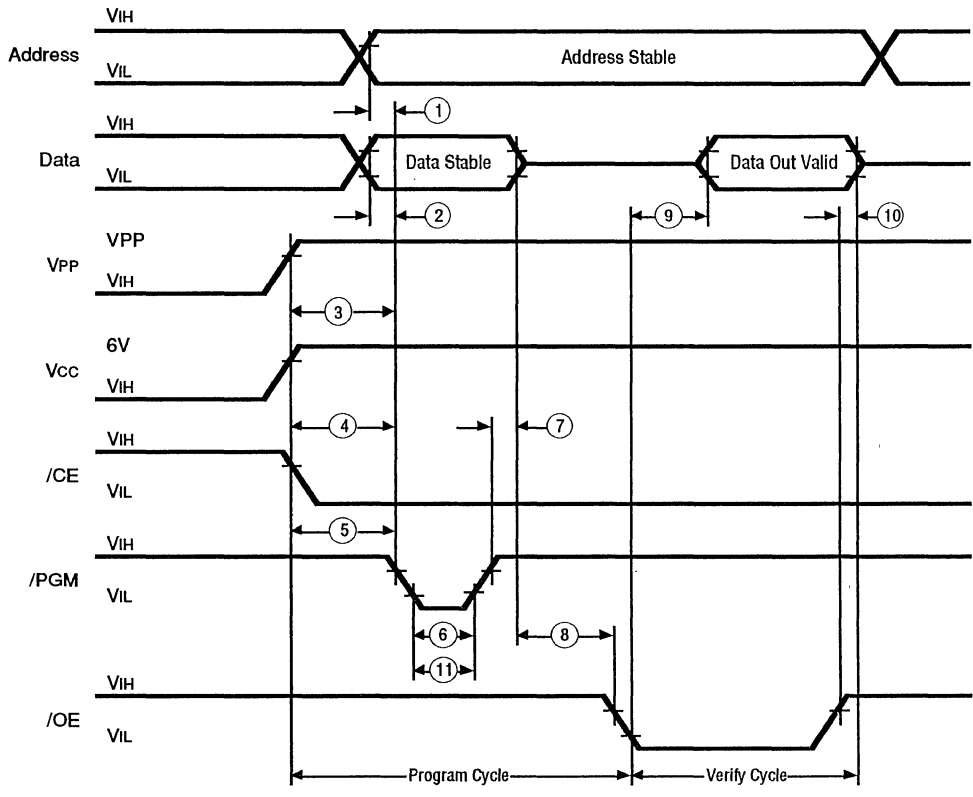 VIH
Address
Address Stable
VIL
1
VIH
Data
Data Stable
Data Out Valid
VIL
2
9
10
VPP
VPP
VIH
3
6V
VCC
VIH
4
7
VIH
/CE
VIL
5
VIH
/PGM
VIL
6
8
11
VIH
/OE
VIL
Program Cycle
Verify Cycle